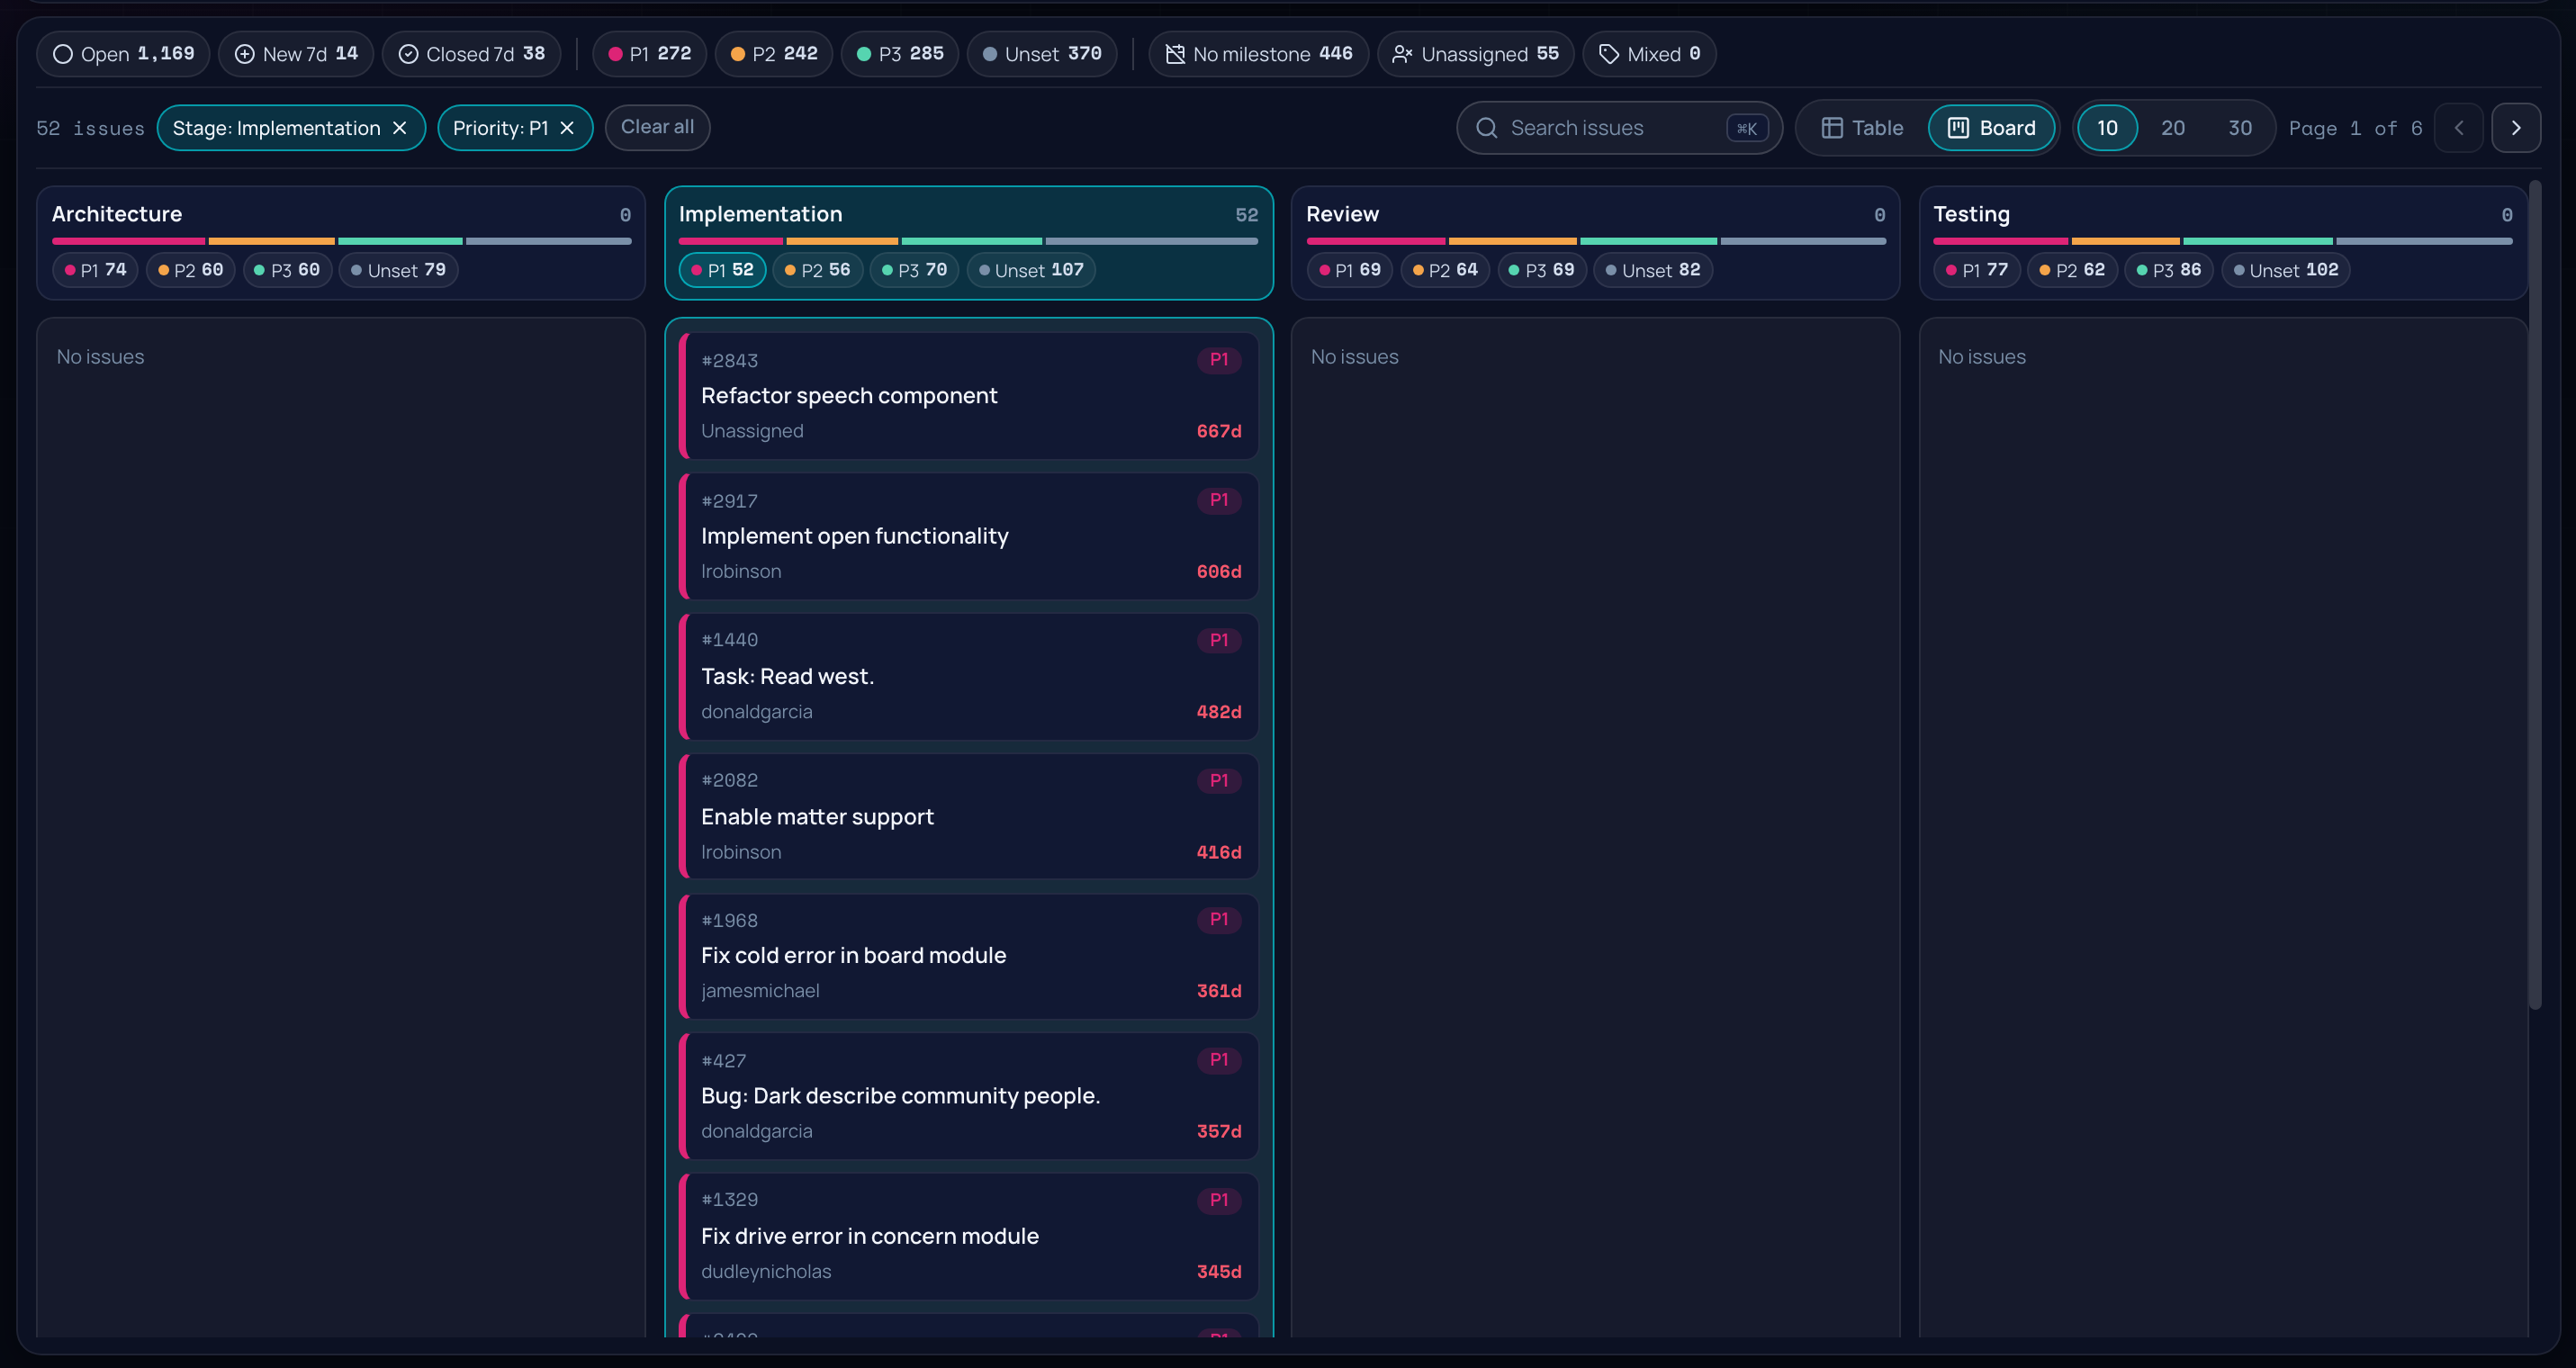 Open 1,169 New 7d 14 Closed 7d 38 P1 272 P2 242 P3 285 Unset 370 No milestone 446 Unassigned 55 Mixed 0
52 issues Stage: Implementation Priority: P1 Clear all Search issues ⌘K Table Board 10 20 30 Page 1 of 6
Architecture 0
P1 74 P2 60 P3 60 Unset 79
No issues
Implementation 52
P1 52 P2 56 P3 70 Unset 107
#2843 P1
Refactor speech component
Unassigned 667d
#2917 P1
Implement open functionality
lrobinson 606d
#1440 P1
Task: Read west.
donaldgarcia 482d
#2082 P1
Enable matter support
lrobinson 416d
#1968 P1
Fix cold error in board module
jamesmichael 361d
#427 P1
Bug: Dark describe community people.
donaldgarcia 357d
#1329 P1
Fix drive error in concern module
dudleynicholas 345d
P1
Review 0
P1 69 P2 64 P3 69 Unset 82
No issues
Testing 0
P1 77 P2 62 P3 86 Unset 102
No issues